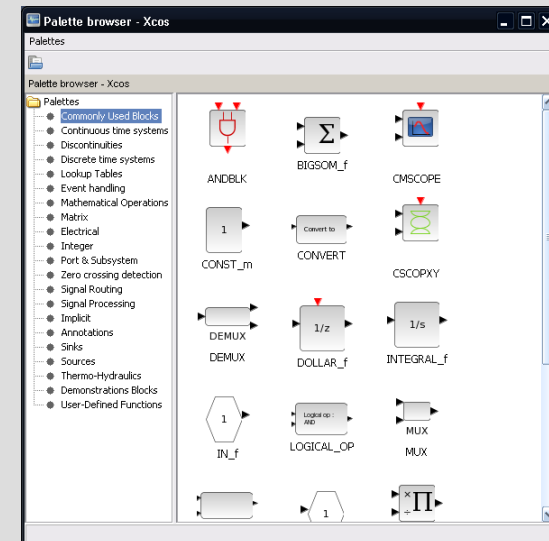 Palette browser - Xcos
Palettes
Palette browser - Xcos
Palettes
Commonly Used Blocks
Continuous time systems
Discontinuities
Discrete time systems
Lookup Tables
Event handling
Mathematical Operations
Matrix
Electrical
Integer
Port & Subsystem
Zero crossing detection
Signal Routing
Signal Processing
Implicit
Annotations
Sinks
Sources
Thermo-Hydraulics
Demonstrations Blocks
User-Defined Functions
ANDBLK
Σ
BIGSOM_f
CMSCOPE
1
CONST_m
Convert to
CONVERT
CSCOPXY
DEMUX
DEMUX
1/z
DOLLAR_f
1/s
INTEGRAL_f
1
IN_f
Logical op :
AND
LOGICAL_OP
MUX
MUX
1
×
÷
Π